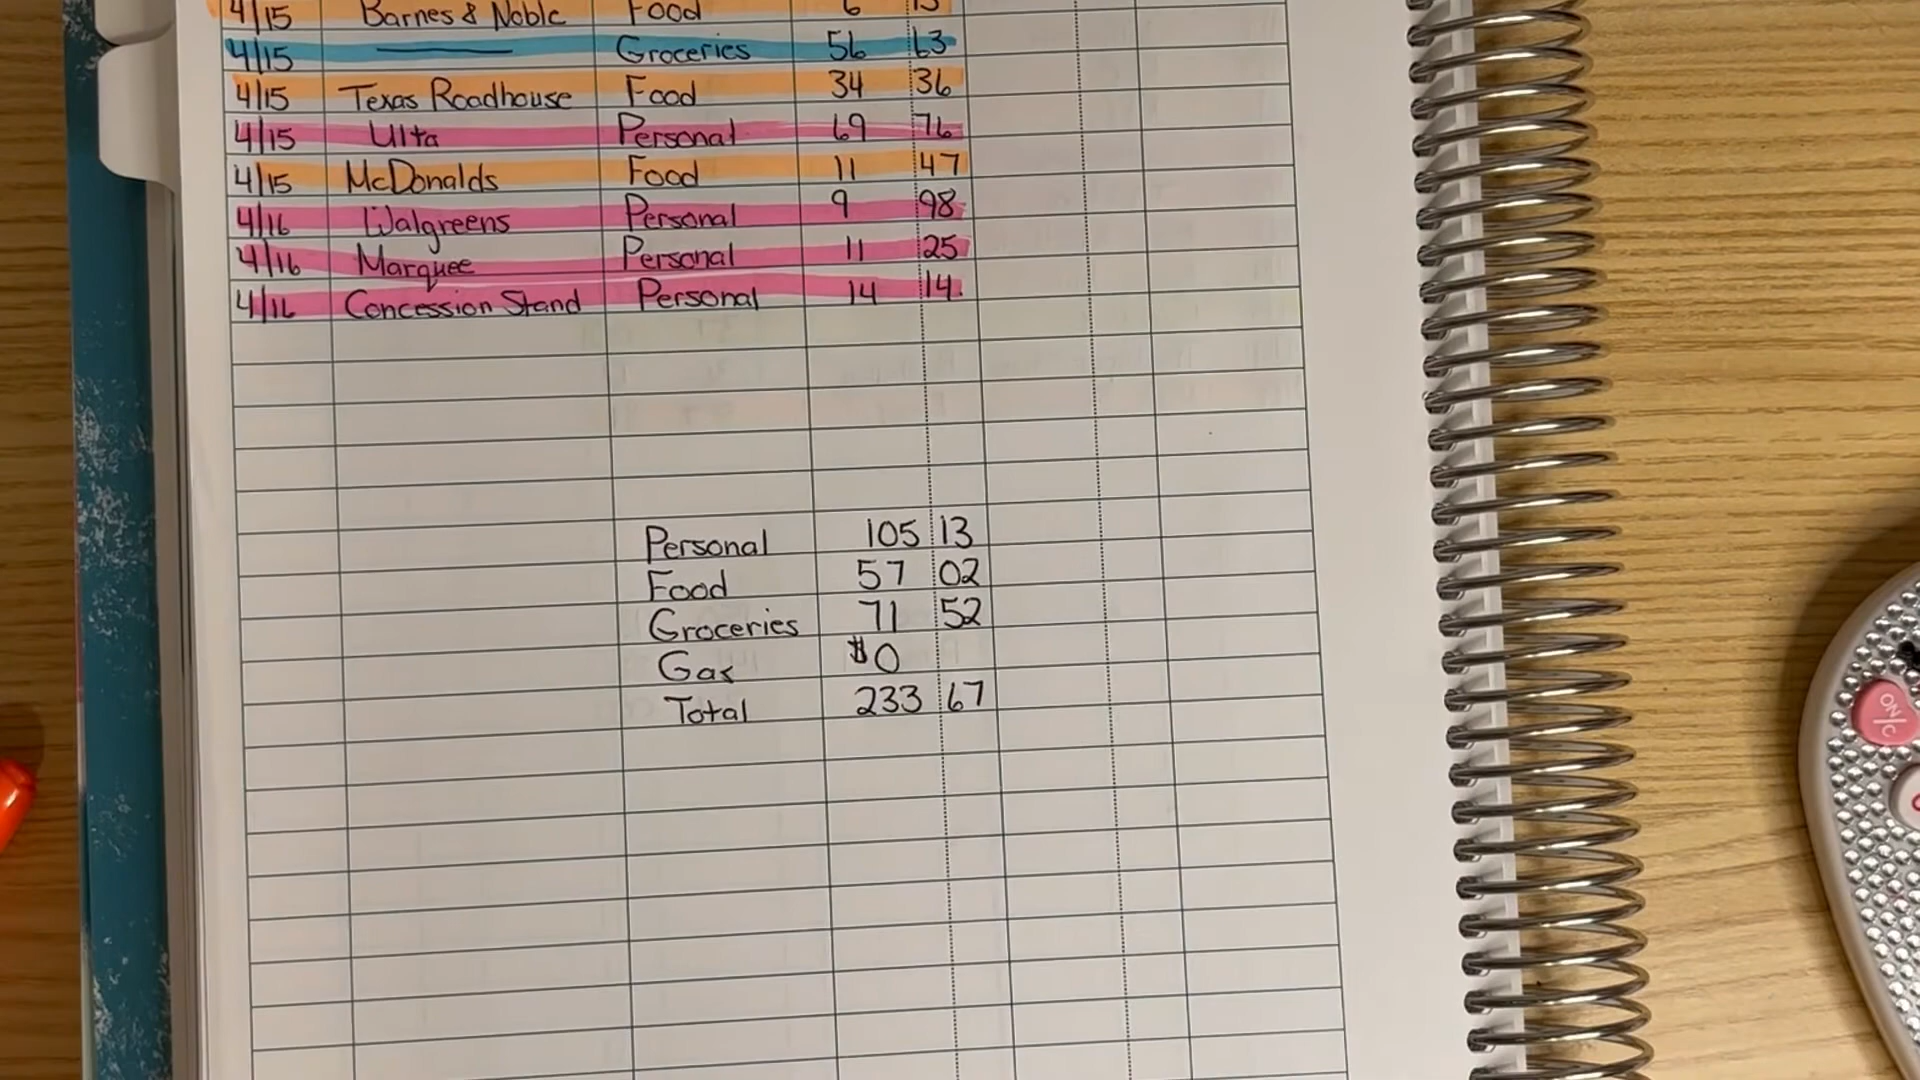 4/15 Barnes & Noble Food 6 15
4/15 Groceries 56 63
4/15 Texas Roadhouse Food 34 36
4/15 Ulta Personal 69 76
4/15 McDonalds Food 11 47
4/16 Walgreens Personal 9 98
4/16 Marquee Personal 11 25
4/16 Concession Stand Personal 14 14.
Personal 105 13
Food 57 02
Groceries 71 52
Gas $0
Total 233 67
ON/C